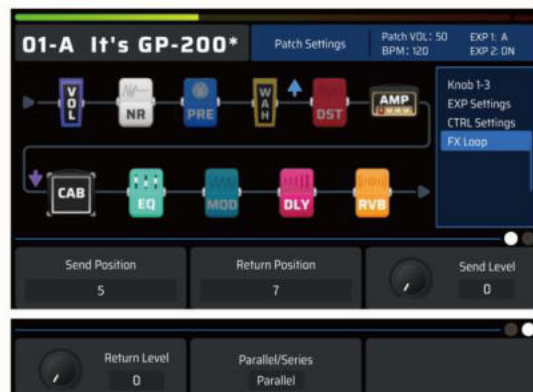 01-A It's GP-200*
Patch Settings
Patch VOL: 50 EXP 1: A
BPM: 120 EXP 2: ON
VOL
NR
PRE
WAH
DST
AMP
Knob 1-3
EXP Settings
CTRL Settings
FX Loop
CAB
EQ
MOD
DLY
RVB
Send Position
5
Return Position
7
Send Level
0
Return Level
0
Parallel/Series
Parallel